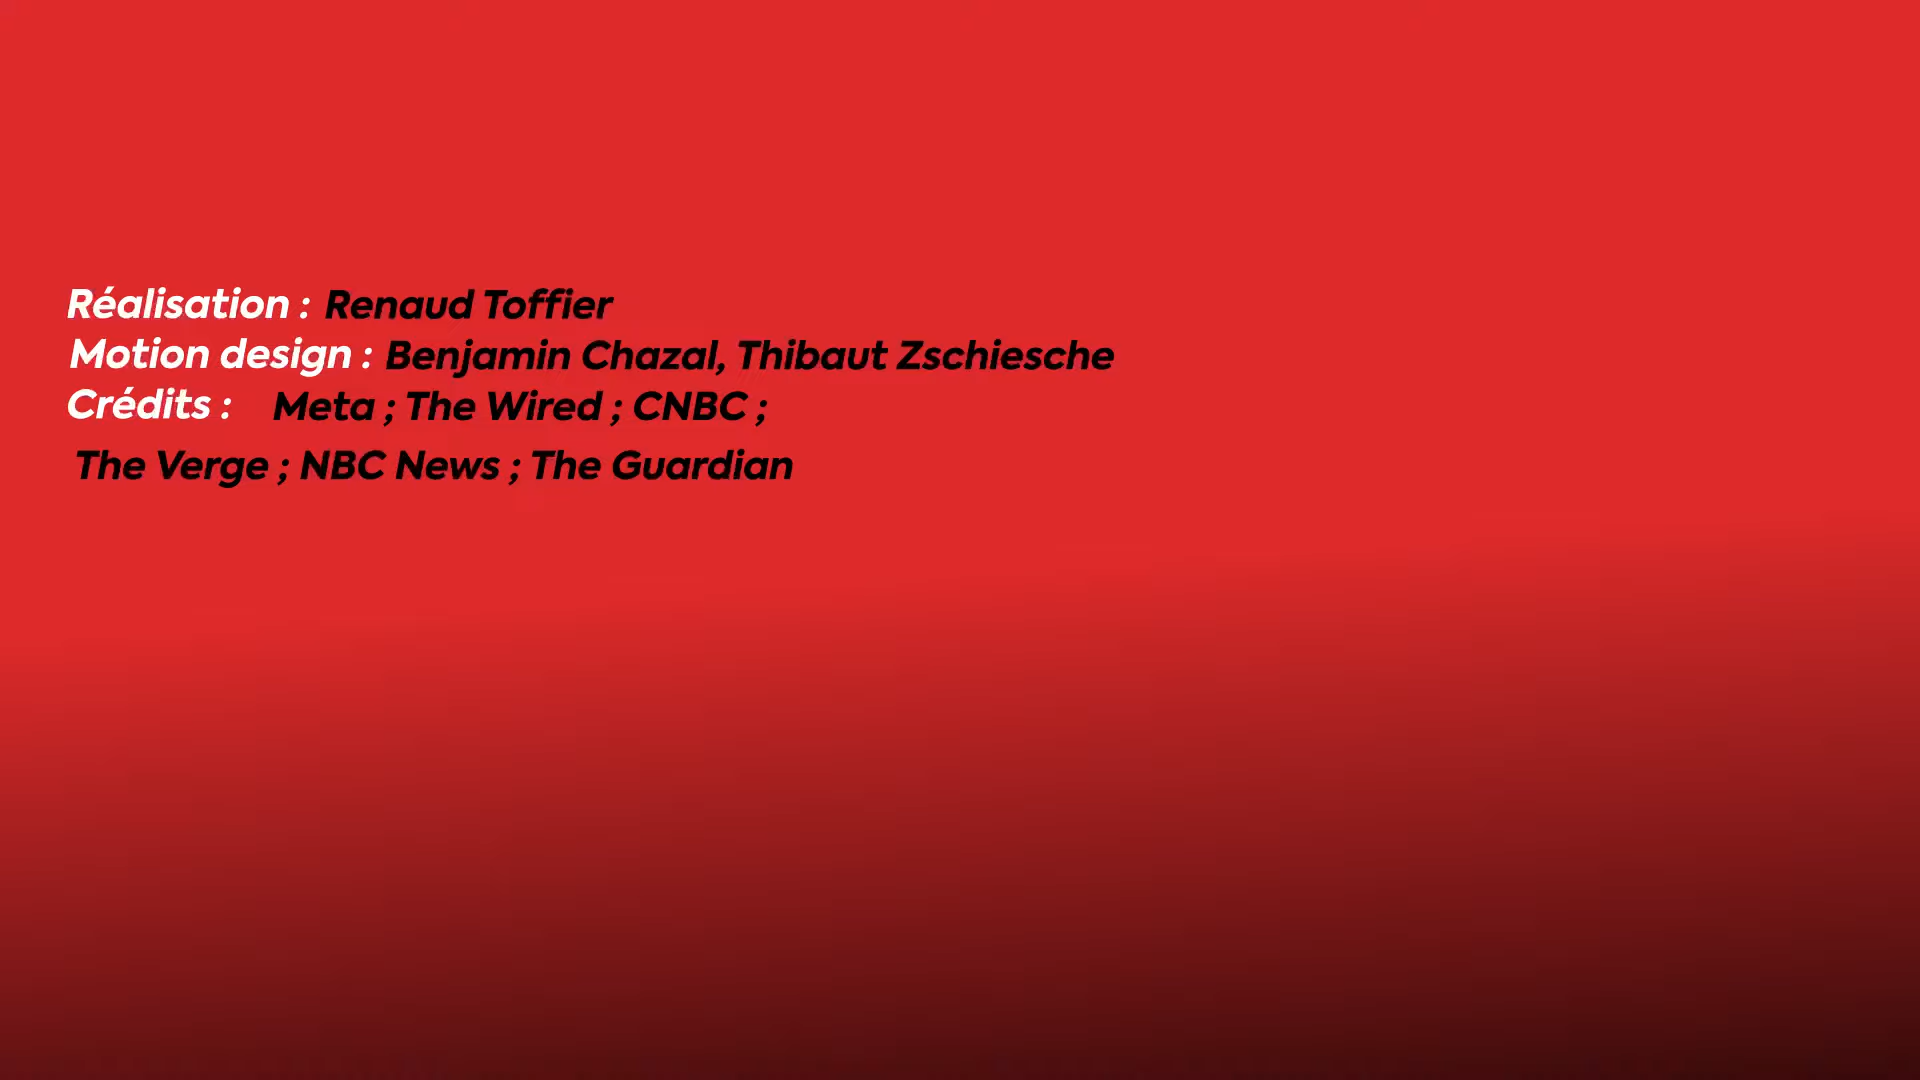 Réalisation : Renaud Toffier
Motion design : Benjamin Chazal, Thibaut Zschiesche
Crédits : Meta ; The Wired ; CNBC ;
The Verge ; NBC News ; The Guardian